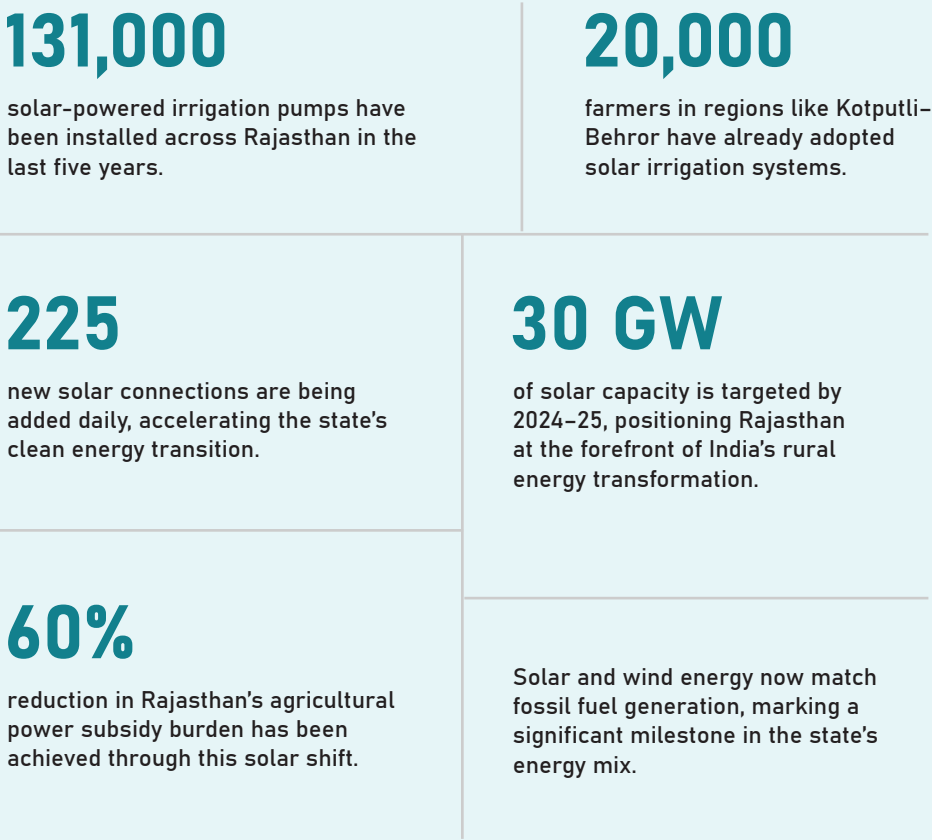 131,000
solar-powered irrigation pumps have
been installed across Rajasthan in the
last five years.
20,000
farmers in regions like Kotputli–
Behror have already adopted
solar irrigation systems.
225
new solar connections are being
added daily, accelerating the state’s
clean energy transition.
30 GW
of solar capacity is targeted by
2024–25, positioning Rajasthan
at the forefront of India’s rural
energy transformation.
60%
reduction in Rajasthan’s agricultural
power subsidy burden has been
achieved through this solar shift.
Solar and wind energy now match
fossil fuel generation, marking a
significant milestone in the state’s
energy mix.